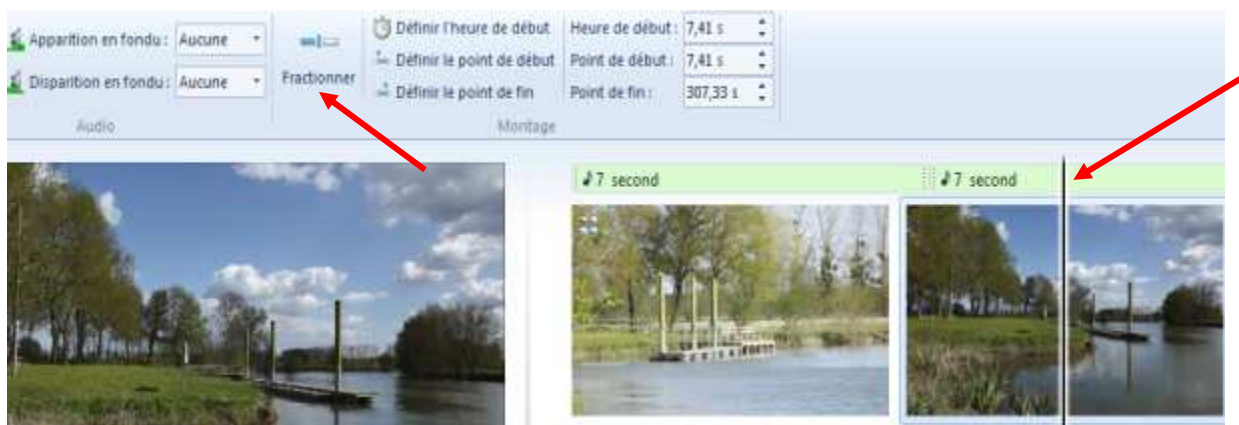 Apparition en fondu : Aucune
Disparition en fondu : Aucune
Audio
Fractionner
Définir l'heure de début
Définir le point de début
Définir le point de fin
Heure de début : 7,41 s
Point de début : 7,41 s
Point de fin : 307,33 s
Montage
7 second
7 second